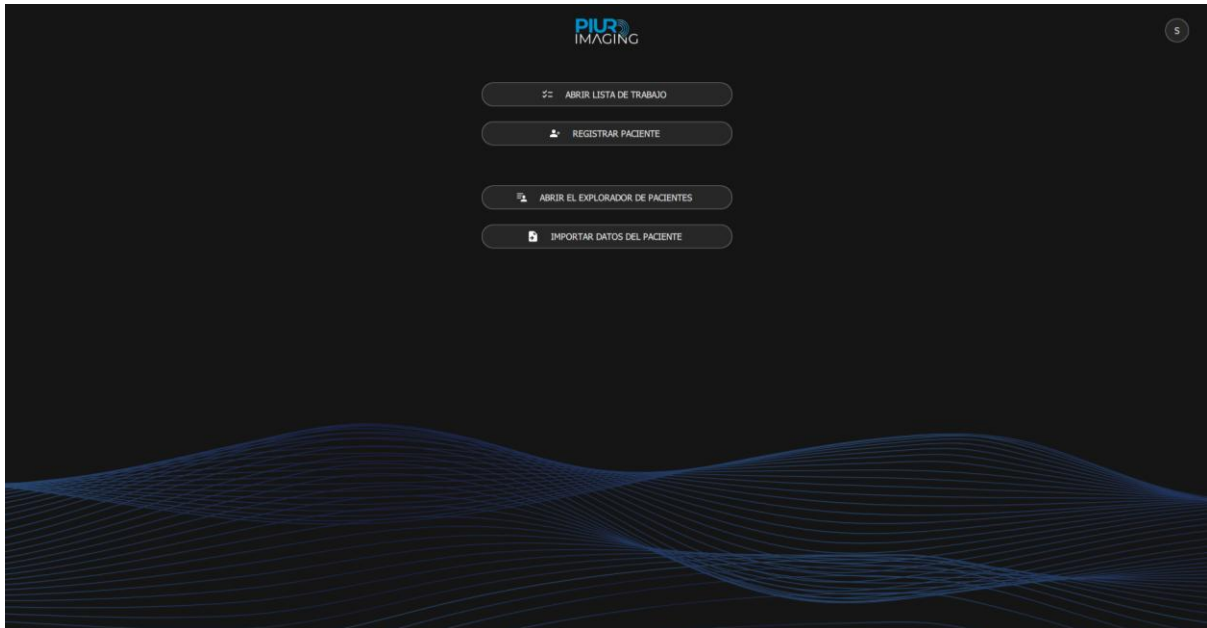 PIUR
IMAGING
S
ABRIR LISTA DE TRABAJO
REGISTRAR PACIENTE
ABRIR EL EXPLORADOR DE PACIENTES
IMPORTAR DATOS DEL PACIENTE